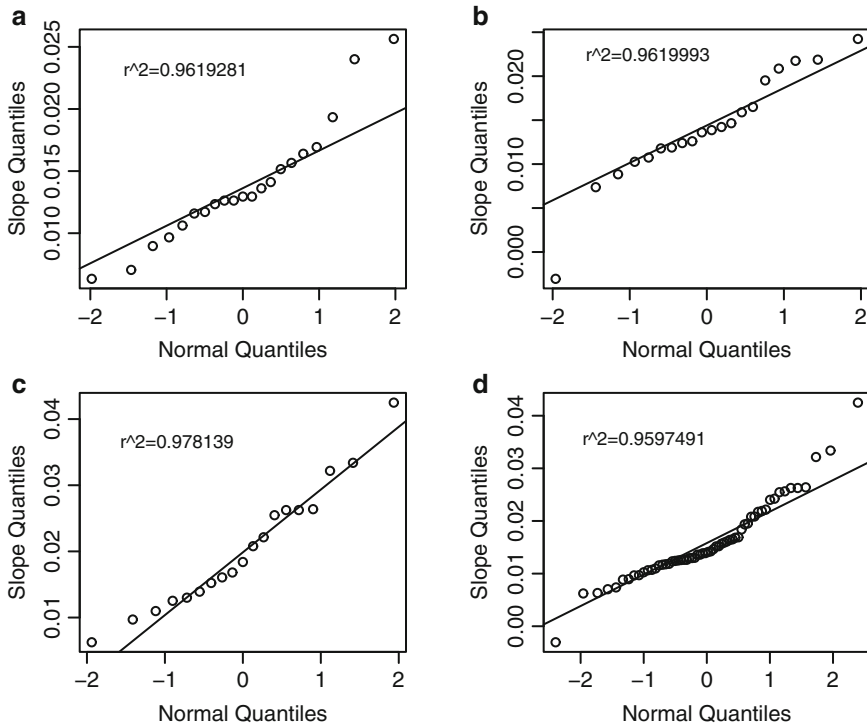 a
0.025
0.020
0.015
0.010
Slope Quantiles
r^2=0.9619281
−2 −1 0 1 2
Normal Quantiles
b
0.020
0.010
0.000
Slope Quantiles
r^2=0.9619993
−2 −1 0 1 2
Normal Quantiles
c
0.04
0.03
0.02
0.01
Slope Quantiles
r^2=0.978139
−2 −1 0 1 2
Normal Quantiles
d
0.04
0.03
0.02
0.01
0.00
Slope Quantiles
r^2=0.9597491
−2 −1 0 1 2
Normal Quantiles